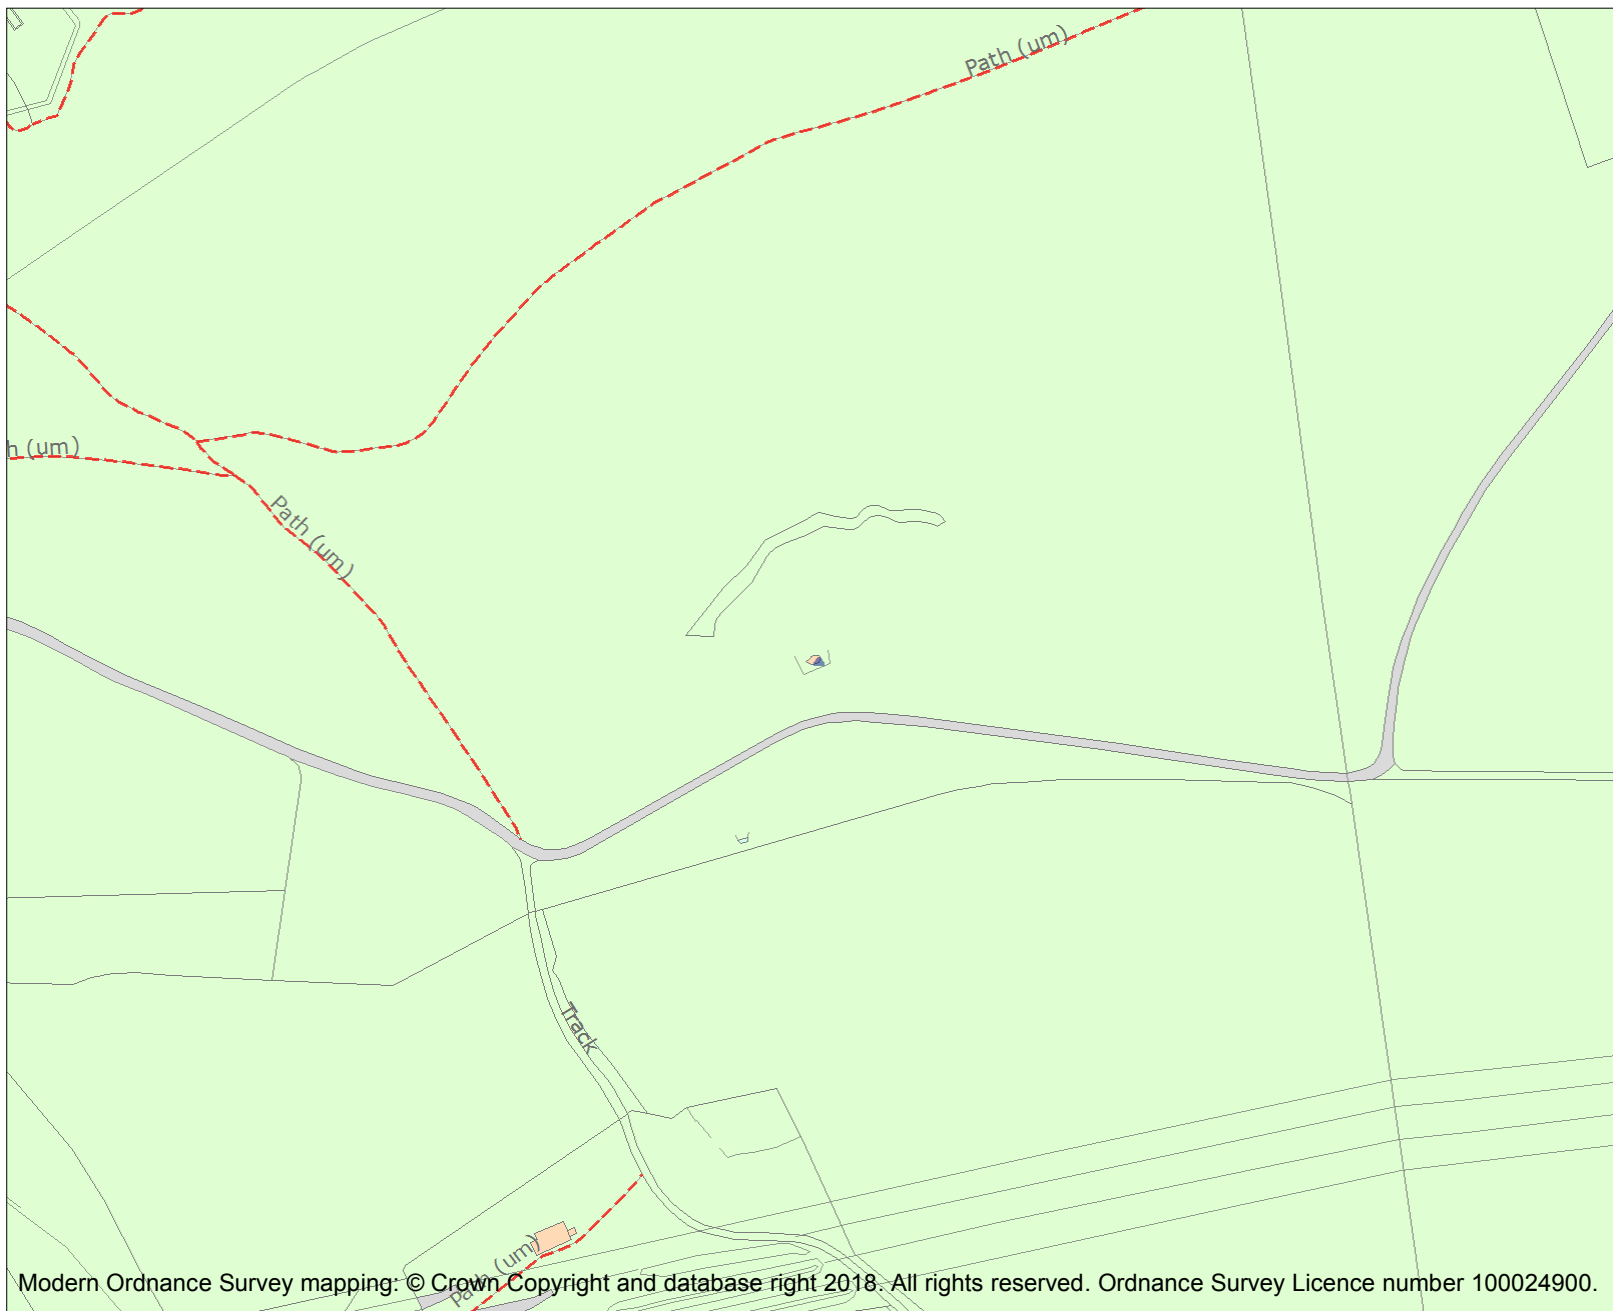 Path (um)
h (um)
Path (um)
Track
Path (um)
Modern Ordnance Survey mapping: © Crown Copyright and database right 2018. All rights reserved. Ordnance Survey Licence number 100024900.